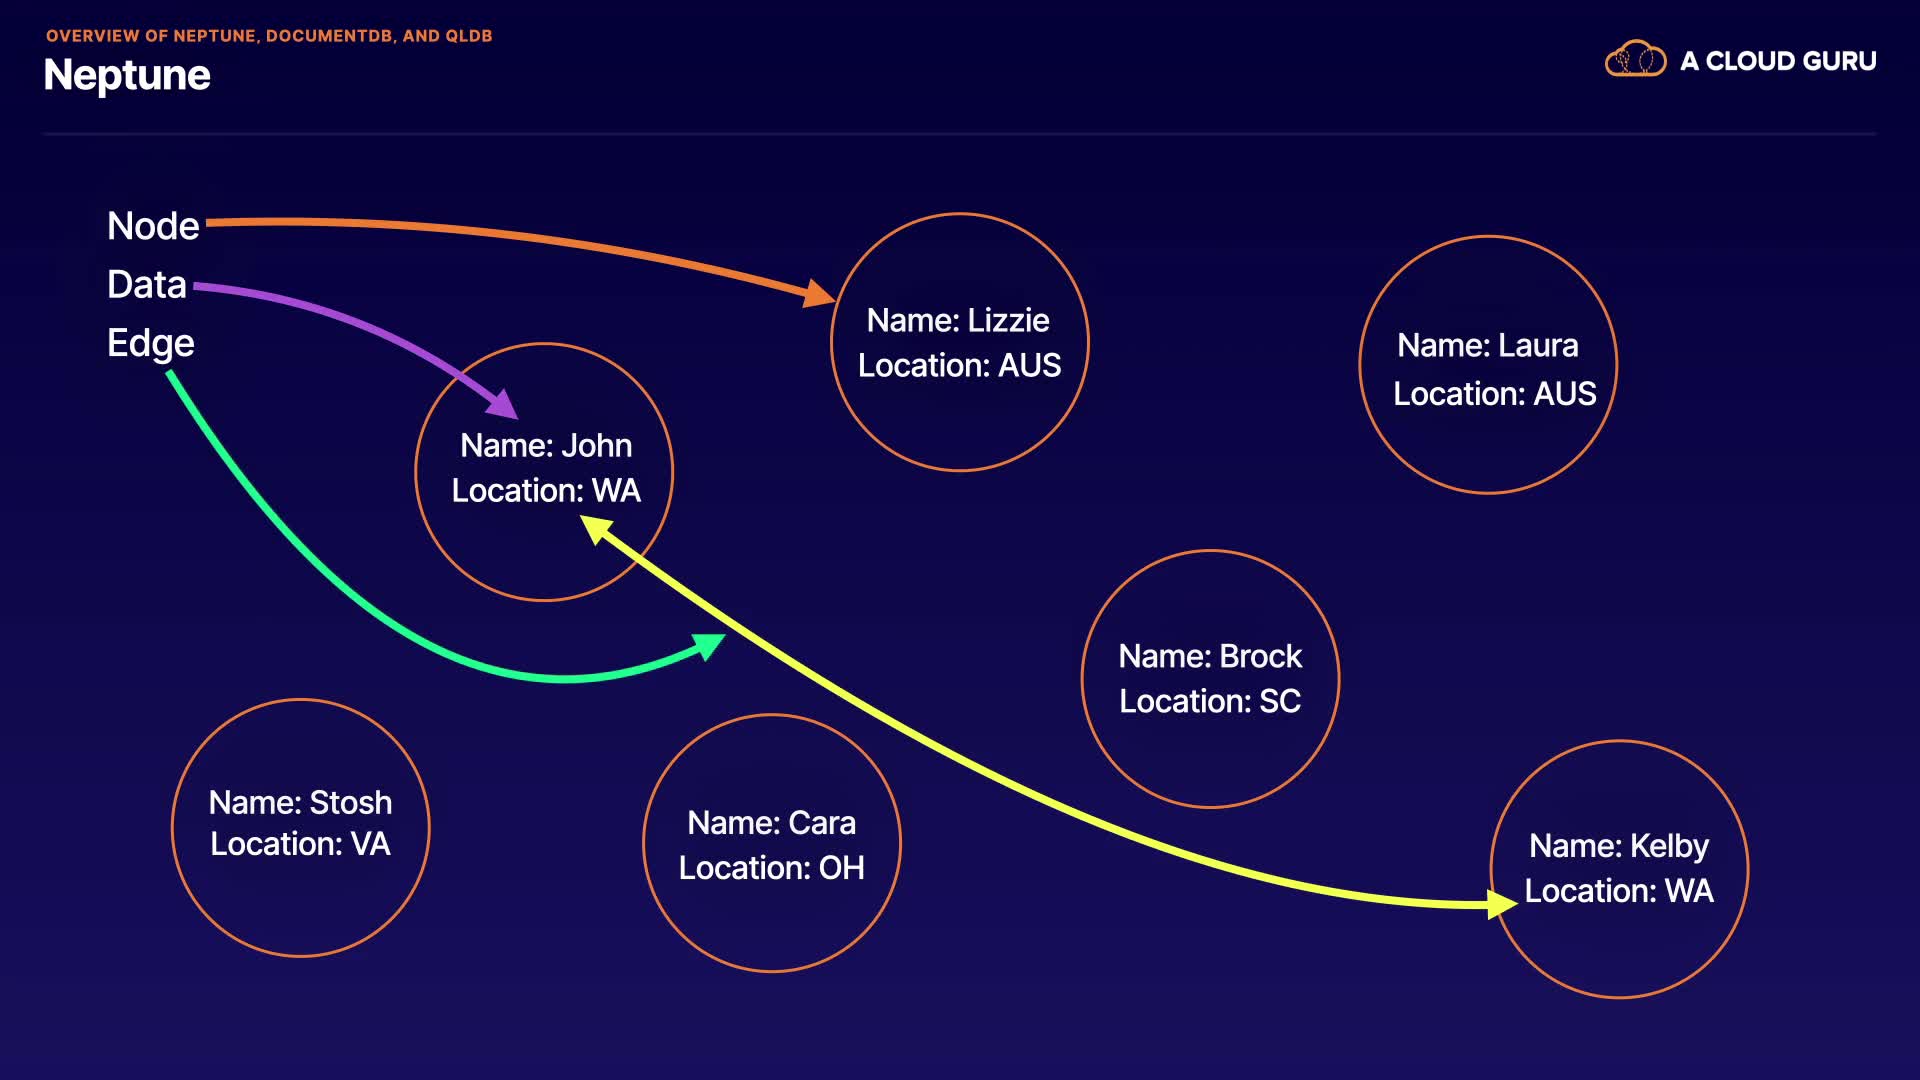 OVERVIEW OF NEPTUNE, DOCUMENTDB, AND QLDB
Neptune
A CLOUD GURU
Node
Data
Edge
Name: Lizzie
Location: AUS
Name: Laura
Location: AUS
Name: John
Location: WA
Name: Brock
Location: SC
Name: Stosh
Location: VA
Name: Cara
Location: OH
Name: Kelby
Location: WA